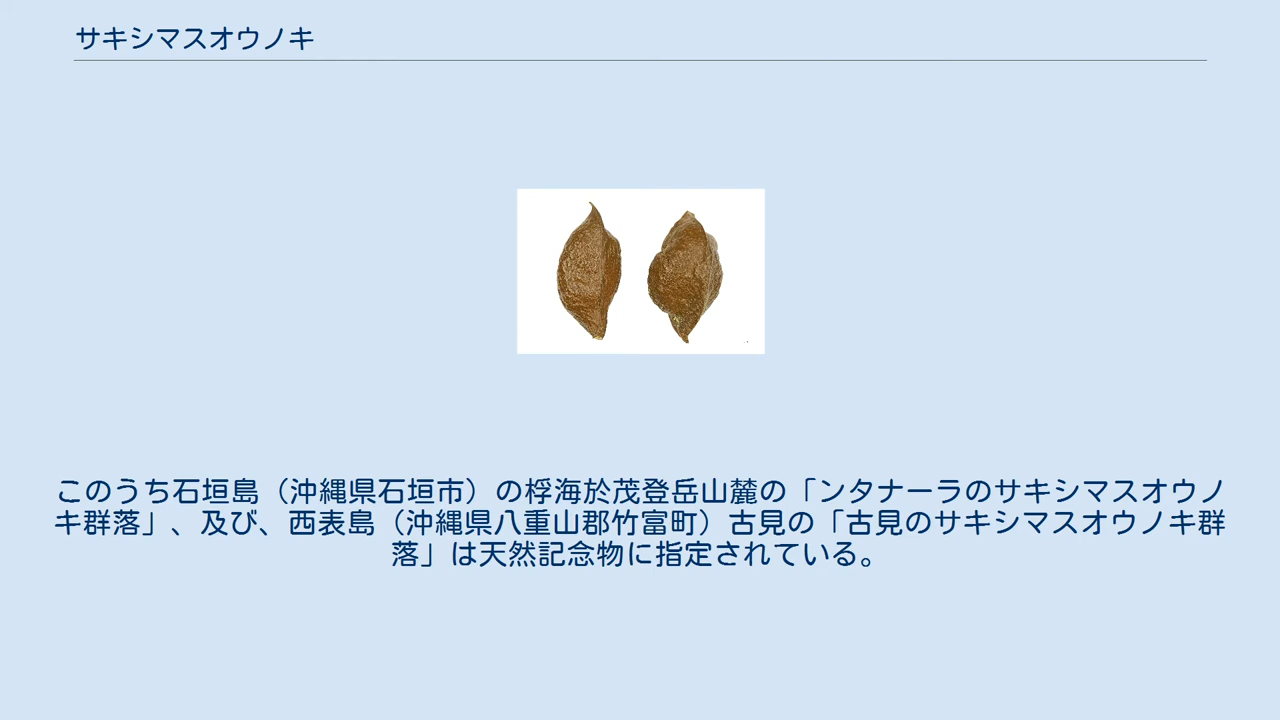 サキシマスオウノキ
このうち石垣島（沖縄県石垣市）の桴海於茂登岳山麓の「ンタナーラのサキシマスオウノ
キ群落」、及び、西表島（沖縄県八重山郡竹富町）古見の「古見のサキシマスオウノキ群
落」は天然記念物に指定されている。